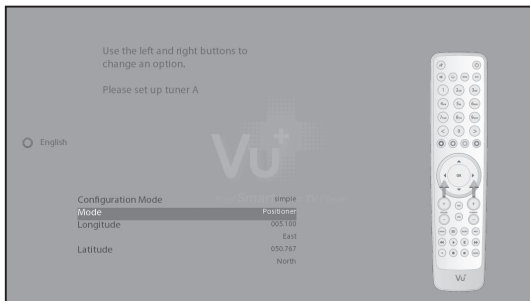 Use the left and right buttons to
change an option.
Please set up tuner A
English
Vu+
Configuration Mode simple
Mode Positioner
Longitude 005.100
East
Latitude 050.767
North
OK
Vu